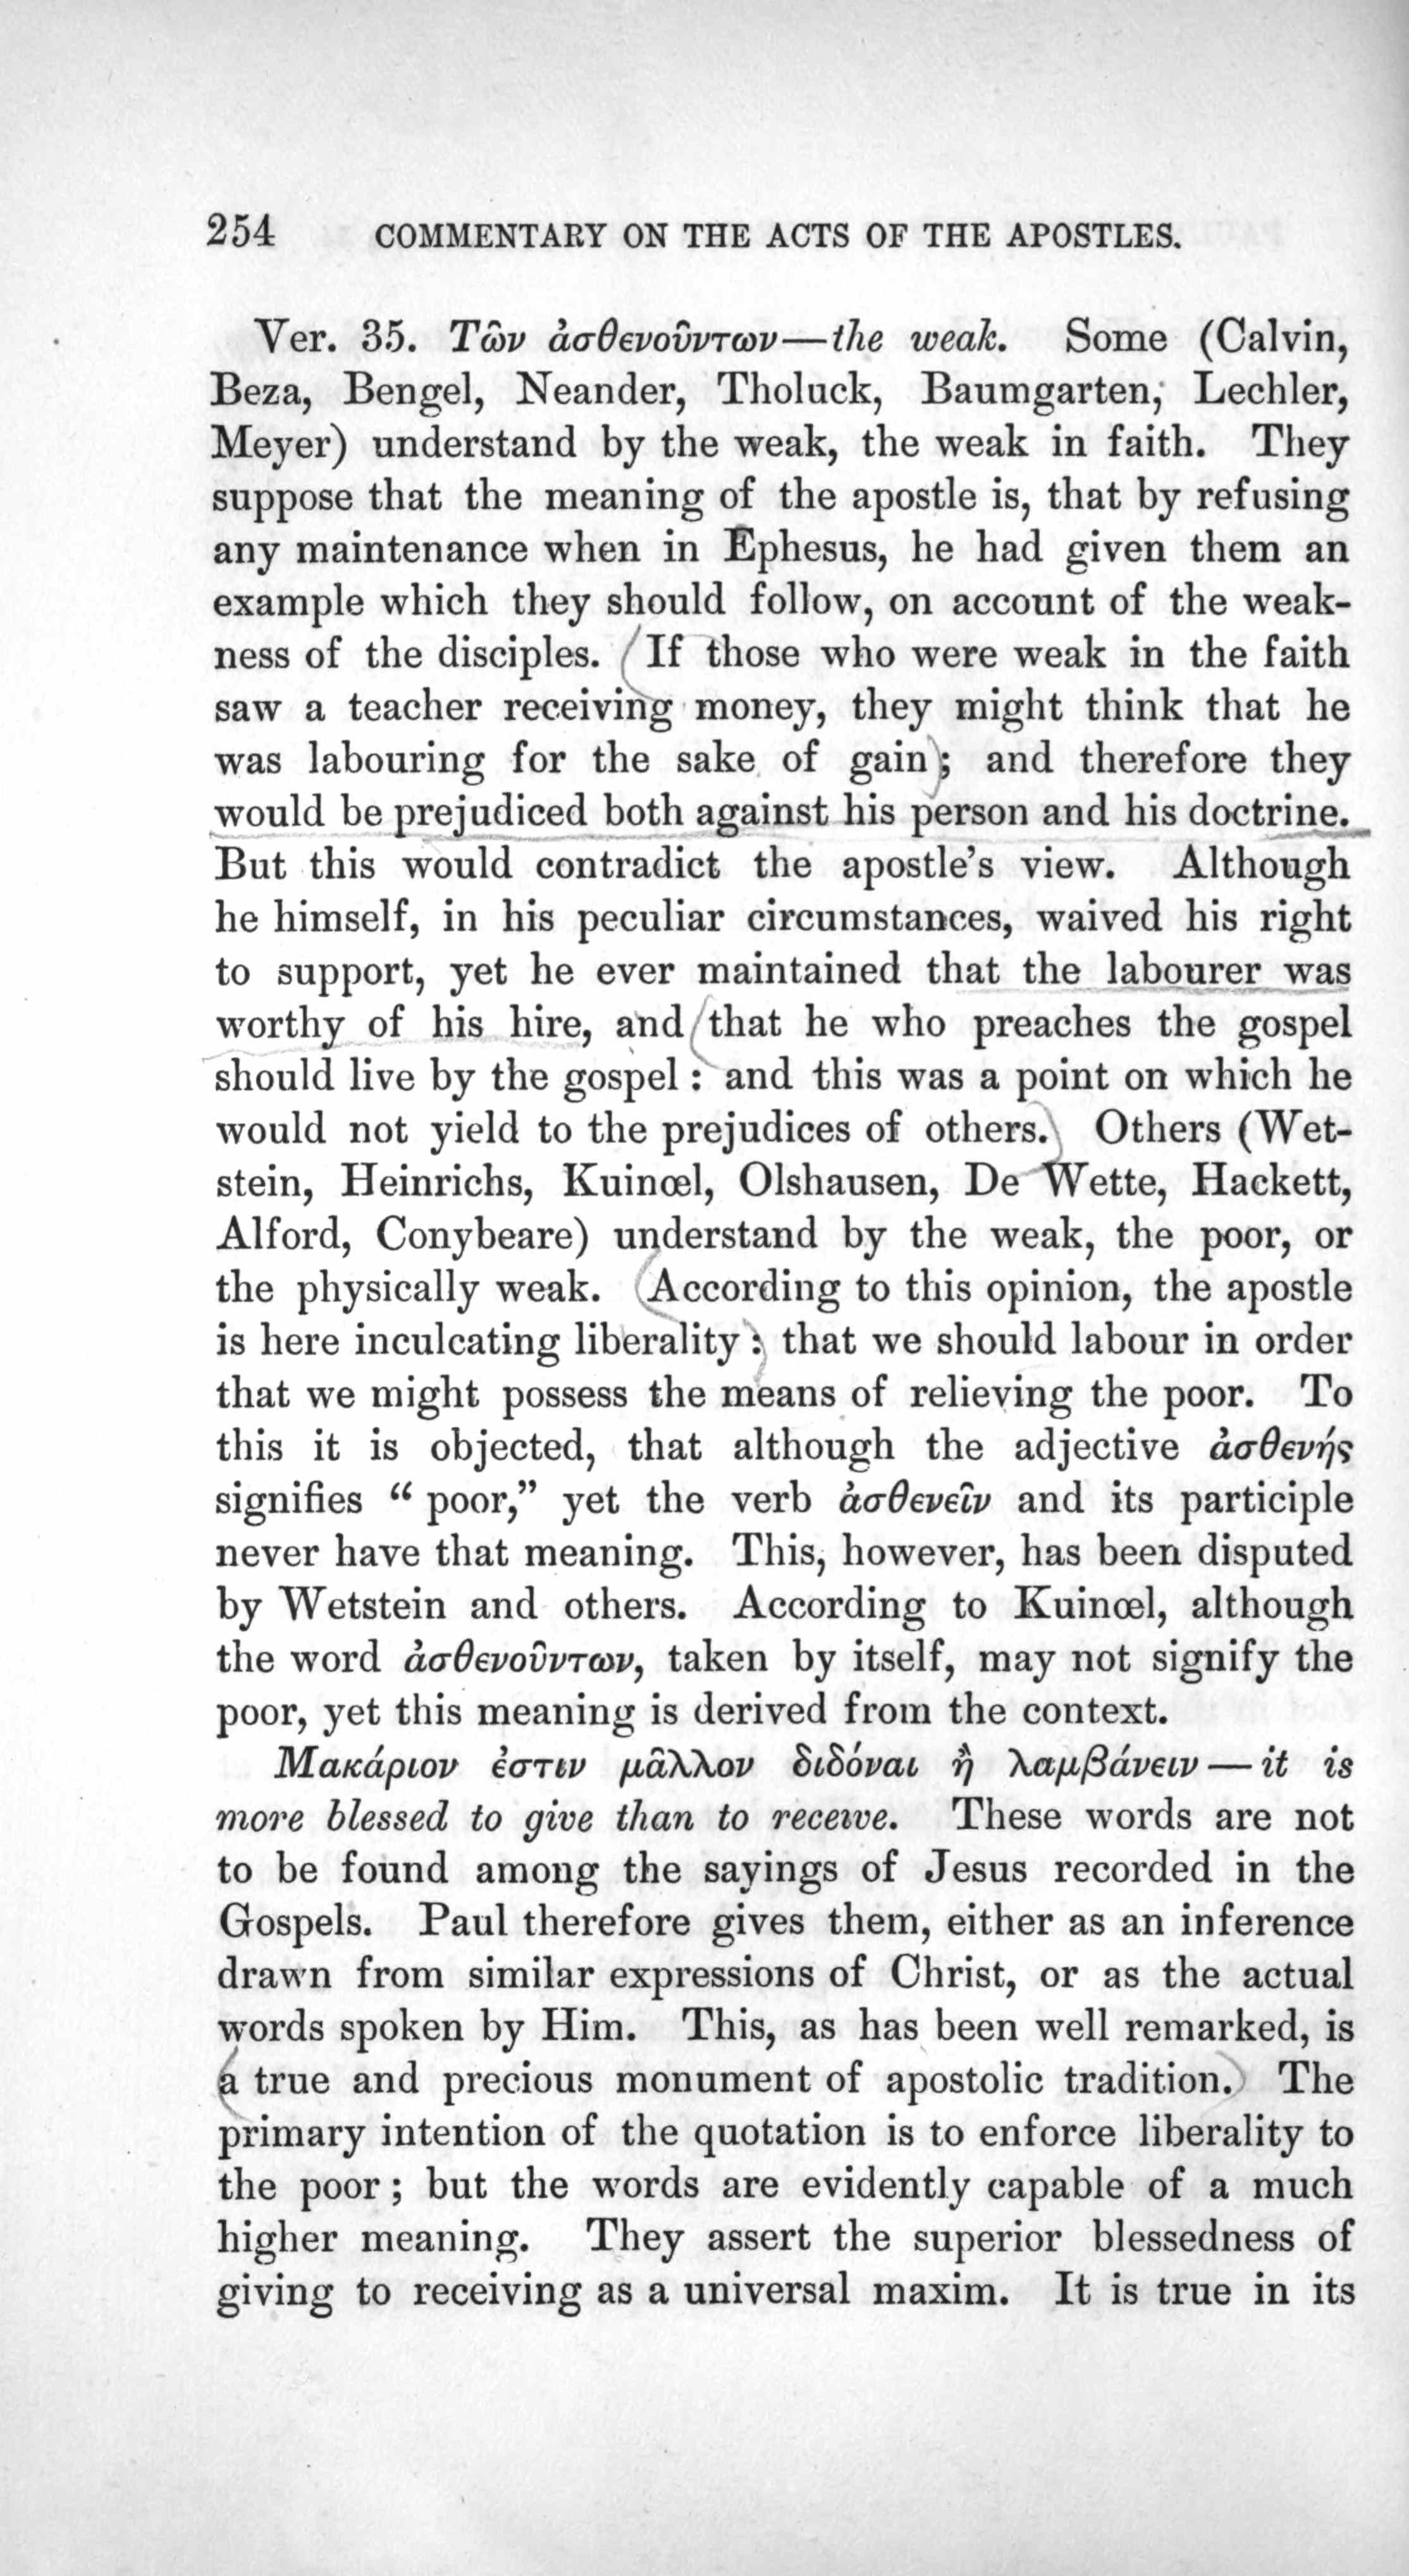 254 COMMENTARY ON THE ACTS OF THE APOSTLES.
Ver. 35. Τῶν ἀσθενούντων—the weak. Some (Calvin,
Beza, Bengel, Neander, Tholuck, Baumgarten, Lechler,
Meyer) understand by the weak, the weak in faith. They
suppose that the meaning of the apostle is, that by refusing
any maintenance when in Ephesus, he had given them an
example which they should follow, on account of the weak-
ness of the disciples. If those who were weak in the faith
saw a teacher receiving money, they might think that he
was labouring for the sake of gain; and therefore they
would be prejudiced both against his person and his doctrine.
But this would contradict the apostle's view. Although
he himself, in his peculiar circumstances, waived his right
to support, yet he ever maintained that the labourer was
worthy of his hire, and that he who preaches the gospel
should live by the gospel: and this was a point on which he
would not yield to the prejudices of others. Others (Wet-
stein, Heinrichs, Kuinœl, Olshausen, De Wette, Hackett,
Alford, Conybeare) understand by the weak, the poor, or
the physically weak. According to this opinion, the apostle
is here inculcating liberality: that we should labour in order
that we might possess the means of relieving the poor. To
this it is objected, that although the adjective ἀσθενής
signifies "poor," yet the verb ἀσθενεῖν and its participle
never have that meaning. This, however, has been disputed
by Wetstein and others. According to Kuinœl, although
the word ἀσθενοῦντων, taken by itself, may not signify the
poor, yet this meaning is derived from the context.
Μακάριον ἐστιν μᾶλλον διδόναι ἢ λαμβάνειν—it is
more blessed to give than to receive. These words are not
to be found among the sayings of Jesus recorded in the
Gospels. Paul therefore gives them, either as an inference
drawn from similar expressions of Christ, or as the actual
words spoken by Him. This, as has been well remarked, is
a true and precious monument of apostolic tradition. The
primary intention of the quotation is to enforce liberality to
the poor; but the words are evidently capable of a much
higher meaning. They assert the superior blessedness of
giving to receiving as a universal maxim. It is true in its